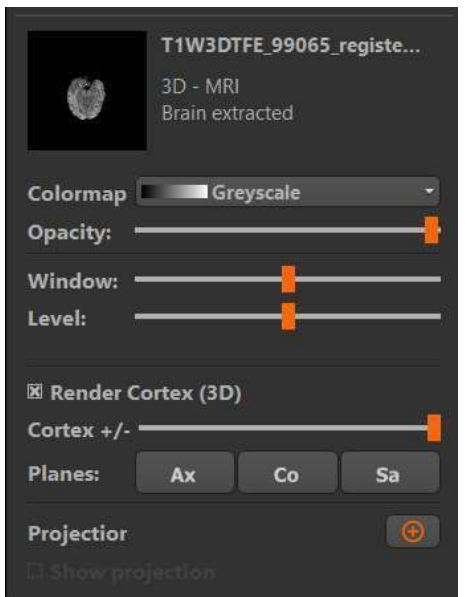 T1W3DTFE_99065_registe...
3D - MRI
Brain extracted
Colormap Greyscale
Opacity:
Window:
Level:
Render Cortex (3D)
Cortex +/-
Planes: Ax Co Sa
Projectior
Show projection